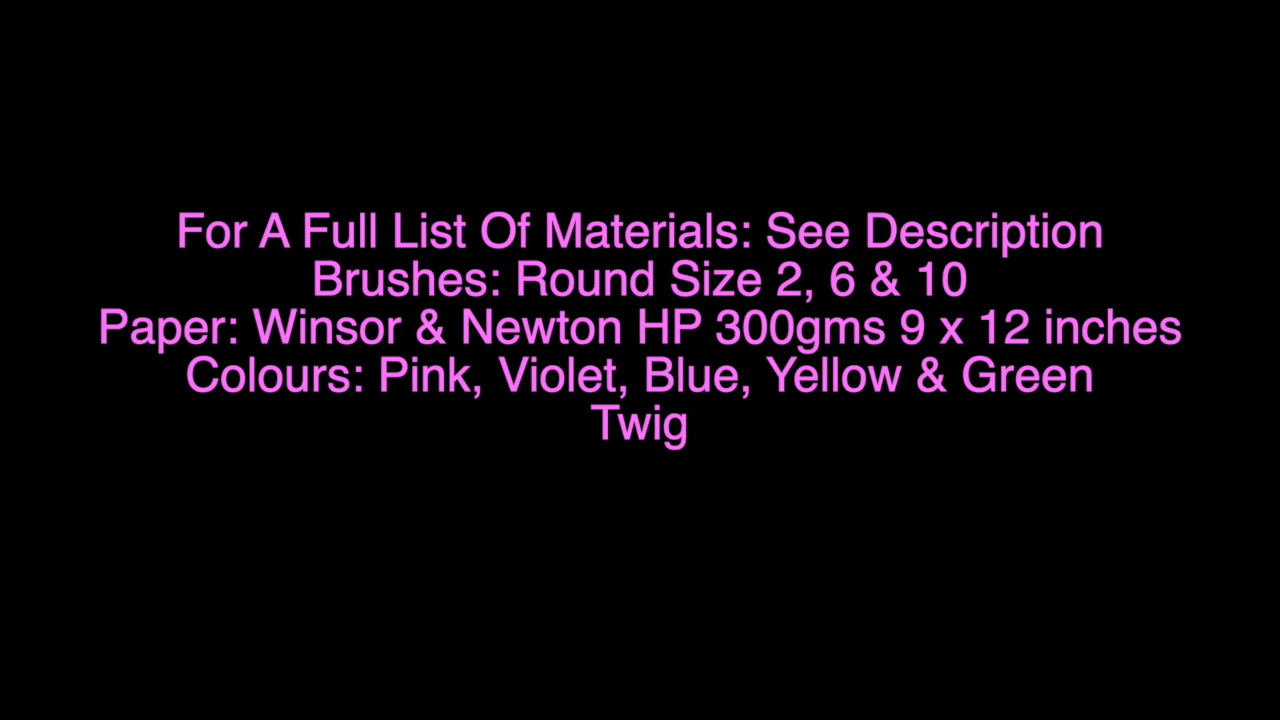 For A Full List Of Materials: See Description
Brushes: Round Size 2, 6 & 10
Paper: Winsor & Newton HP 300gms 9 x 12 inches
Colours: Pink, Violet, Blue, Yellow & Green
Twig